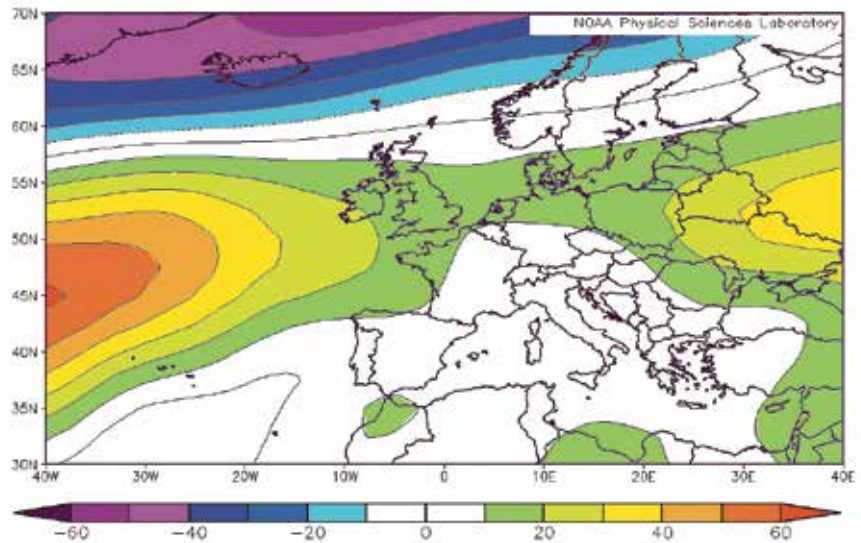 NOAA Physical Sciences Laboratory
70N
65N
60N
55N
50N
45N
40N
35N
30N
40W 30W 20W 10W 0 10E 20E 30E 40E
-60 -40 -20 0 20 40 60